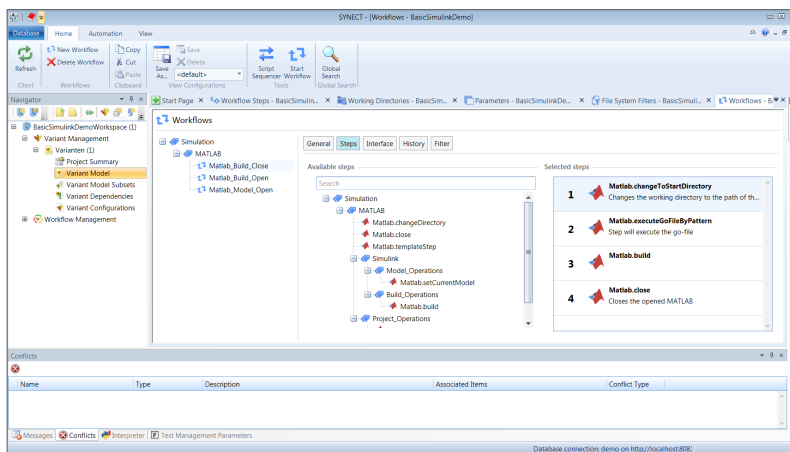 SYNECT - [Workflows - BasicSimulinkDemo]
Database Home Automation View
Refresh
New Workflow
Delete Workflow
Copy
Cut
Paste
Save As...
Save
Delete
<default>
Script Sequencer
Start Workflow
Global Search
Client Workflows Clipboard View Configurations Tools Global Search
Navigator
Start Page Workflow Steps - BasicSimulin... Working Directories - BasicSim... Parameters - BasicSimulinkDe... File System Filters - BasicSimuli... Workflows - B
BasicSimulinkDemoWorkspace (1)
Variant Management
Varianten (1)
Project Summary
Variant Model
Variant Model Subsets
Variant Dependencies
Variant Configurations
Workflow Management
Workflows
Simulation
MATLAB
Matlab_Build_Close
Matlab_Build_Open
Matlab_Model_Open
General Steps Interface History Filter
Available steps
Search
Simulation
MATLAB
Matlab.changeDirectory
Matlab.close
Matlab.templateStep
Simulink
Model_Operations
Matlab.setCurrentModel
Build_Operations
Matlab.build
Project_Operations
Selected steps
1 Matlab.changeToStartDirectory
Changes the working directory to the path of th...
2 Matlab.executeGoFileByPattern
Step will execute the go-file
3 Matlab.build
4 Matlab.close
Closes the opened MATLAB
Conflicts
Name Type Description Associated Items Conflict Type
Messages Conflicts Interpreter Test Management Parameters
Database connection: demo on http://localhost:808